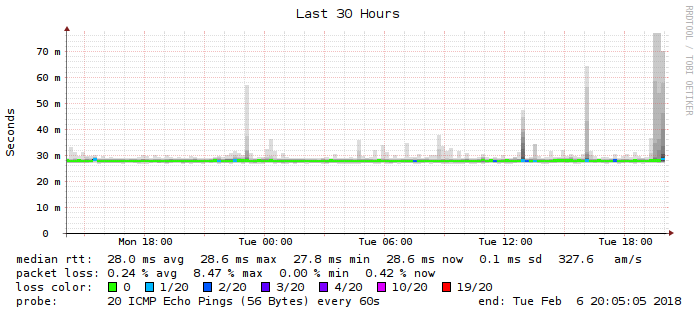 Last 30 Hours
RRDTOOL / TOBI OETIKER
Seconds
70 m
60 m
50 m
40 m
30 m
20 m
10 m
0
Mon 18:00 Tue 00:00 Tue 06:00 Tue 12:00 Tue 18:00
median rtt: 28.0 ms avg 28.6 ms max 27.8 ms min 28.6 ms now 0.1 ms sd 327.6 am/s
packet loss: 0.24 % avg 8.47 % max 0.00 % min 0.42 % now
loss color: 0 1/20 2/20 3/20 4/20 10/20 19/20
probe: 20 ICMP Echo Pings (56 Bytes) every 60s end: Tue Feb 6 20:05:05 2018